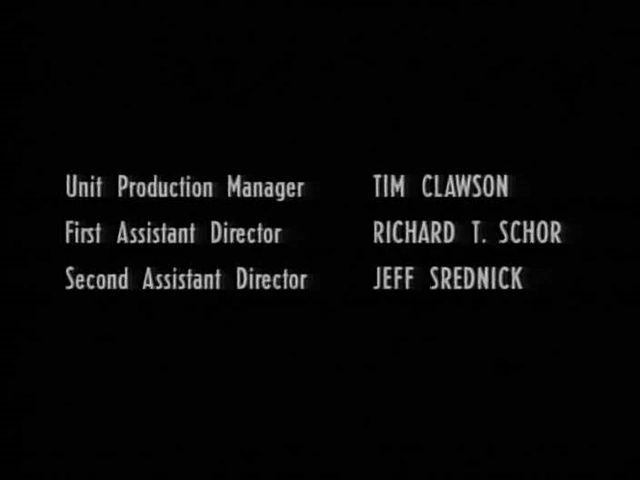 Unit Production Manager TIM CLAWSON
First Assistant Director RICHARD T. SCHOR
Second Assistant Director JEFF SREDNICK